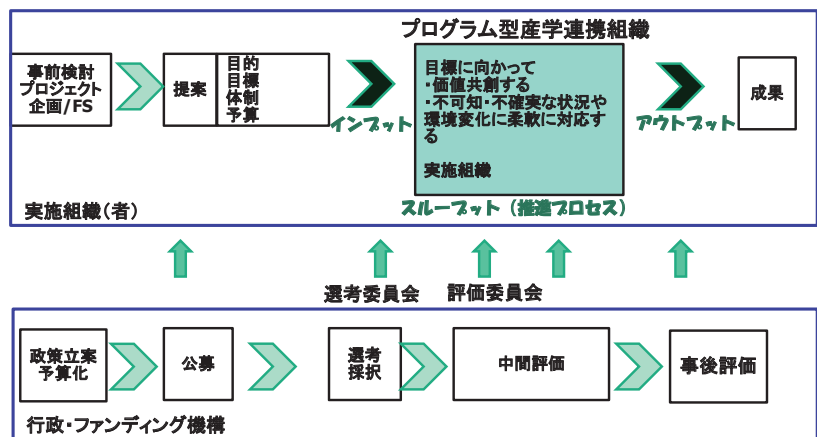 プログラム型産学連携組織
事前検討
プロジェクト
企画/FS
提案
目的
目標
体制
予算
インプット
目標に向かって
・価値共創する
・不可知・不確実な状況や
環境変化に柔軟に対応す
る
実施組織
スループット（推進プロセス）
アウトプット
成果
実施組織（者）
選考委員会
評価委員会
政策立案
予算化
公募
選考
採択
中間評価
事後評価
行政・ファンディング機構